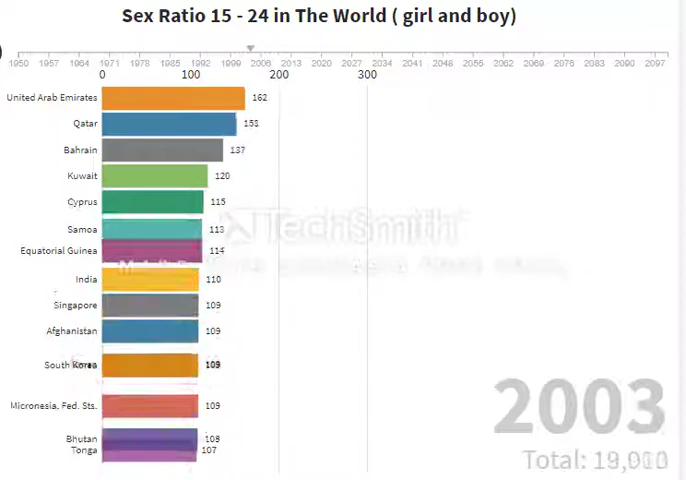 Sex Ratio 15 - 24 in The World ( girl and boy)
1950 1957 1964 1971 1978 1985 1992 1999 2006 2013 2020 2027 2034 2041 2048 2055 2062 2069 2076 2083 2090 2097
0 100 200 300
United Arab Emirates 162
Qatar
Bahrain 137
Kuwait 120
Cyprus 115
TechSmith
Samoa 113
Equatorial Guinea 114
India 110
Singapore 109
Afghanistan 109
South Korea 109
Micronesia, Fed. Sts. 109
Bhutan 108
Tonga 107
2003
Total: